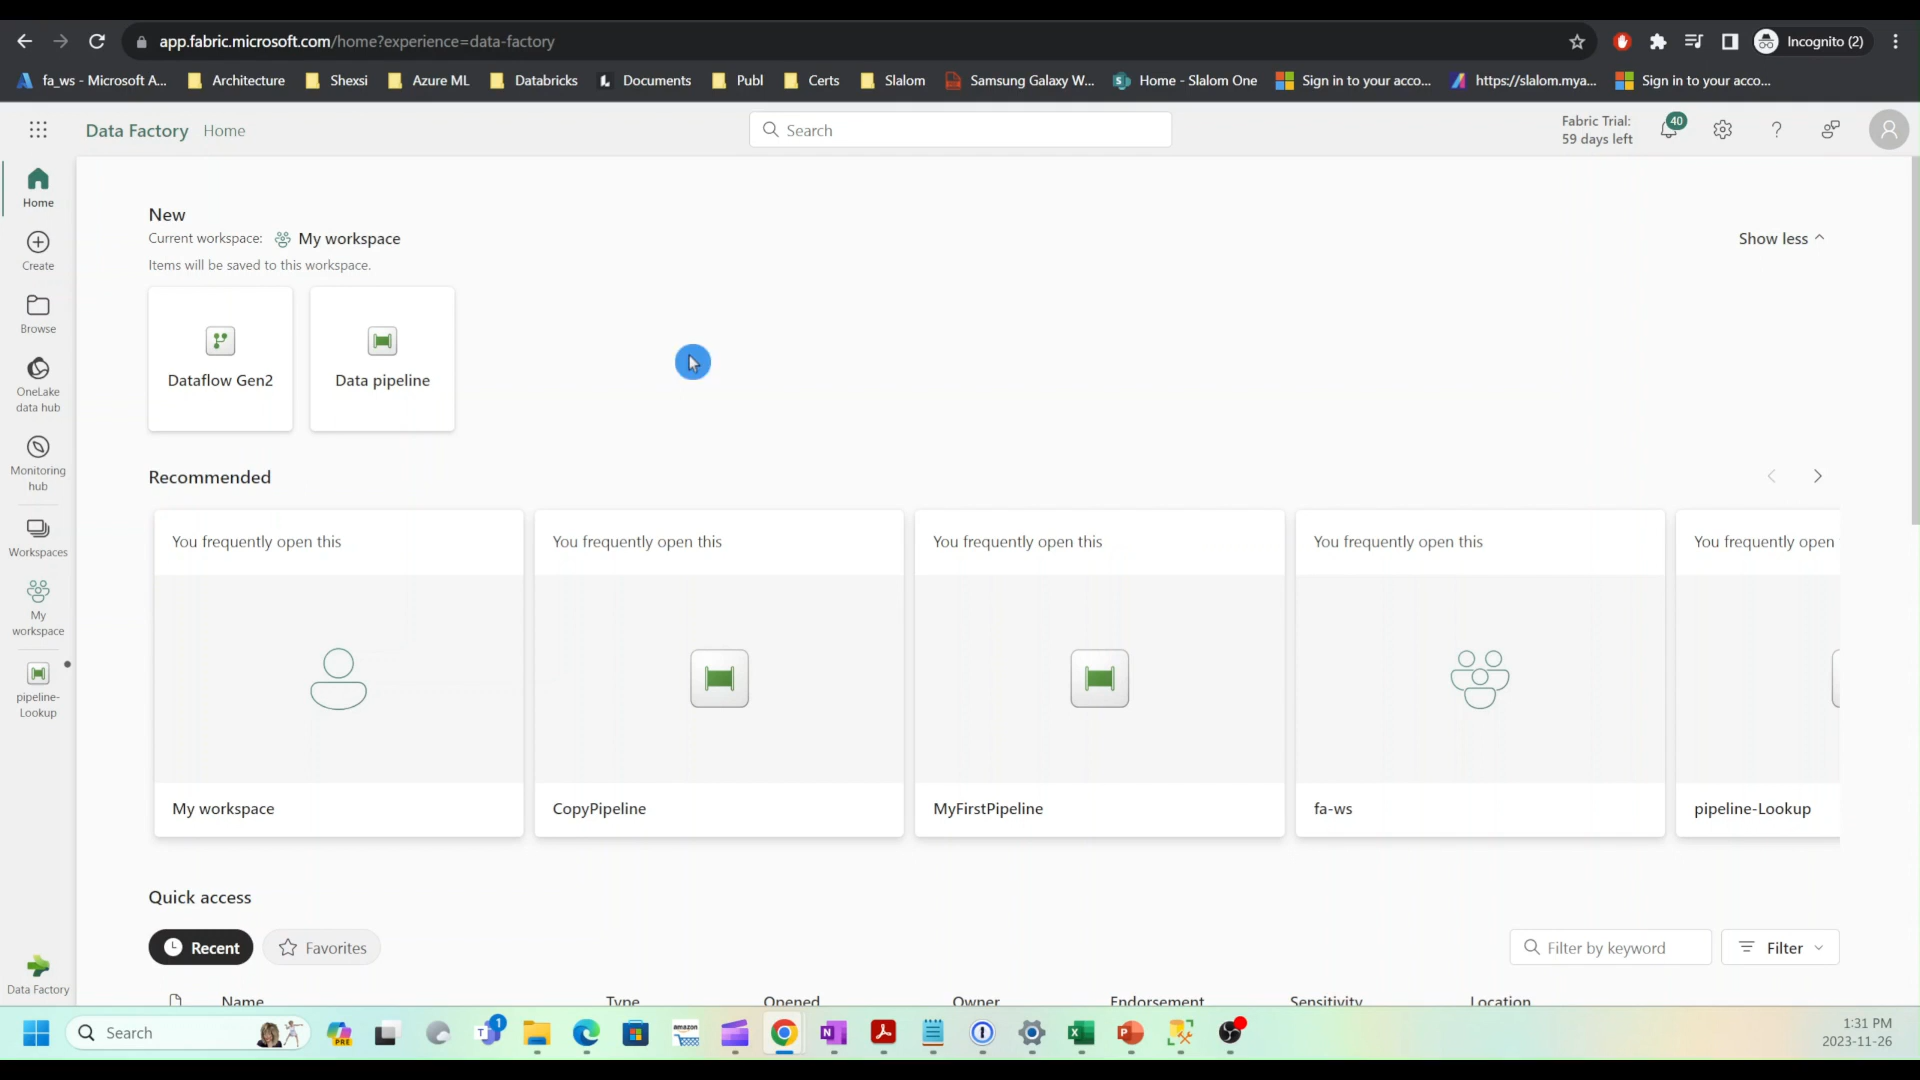 app.fabric.microsoft.com/home?experience=data-factory
Incognito (2)
fa_ws - Microsoft A...
Architecture
Shexsi
Azure ML
Databricks
Documents
Publ
Certs
Slalom
Samsung Galaxy W...
Home - Slalom One
Sign in to your acco...
https://slalom.mya...
Sign in to your acco...
Data Factory Home
Search
Fabric Trial:
59 days left
40
Home
Create
Browse
OneLake
data hub
Monitoring
hub
Workspaces
My
workspace
pipeline-
Lookup
Data Factory
New
Current workspace: My workspace
Show less
Items will be saved to this workspace.
Dataflow Gen2
Data pipeline
Recommended
You frequently open this
You frequently open this
You frequently open this
You frequently open this
You frequently open
My workspace
CopyPipeline
MyFirstPipeline
fa-ws
pipeline-Lookup
Quick access
Recent
Favorites
Filter by keyword
Filter
Name
Type
Opened
Owner
Endorsement
Sensitivity
Location
Search
PRE
T
1
amazon
N
X
P
1:31 PM
2023-11-26